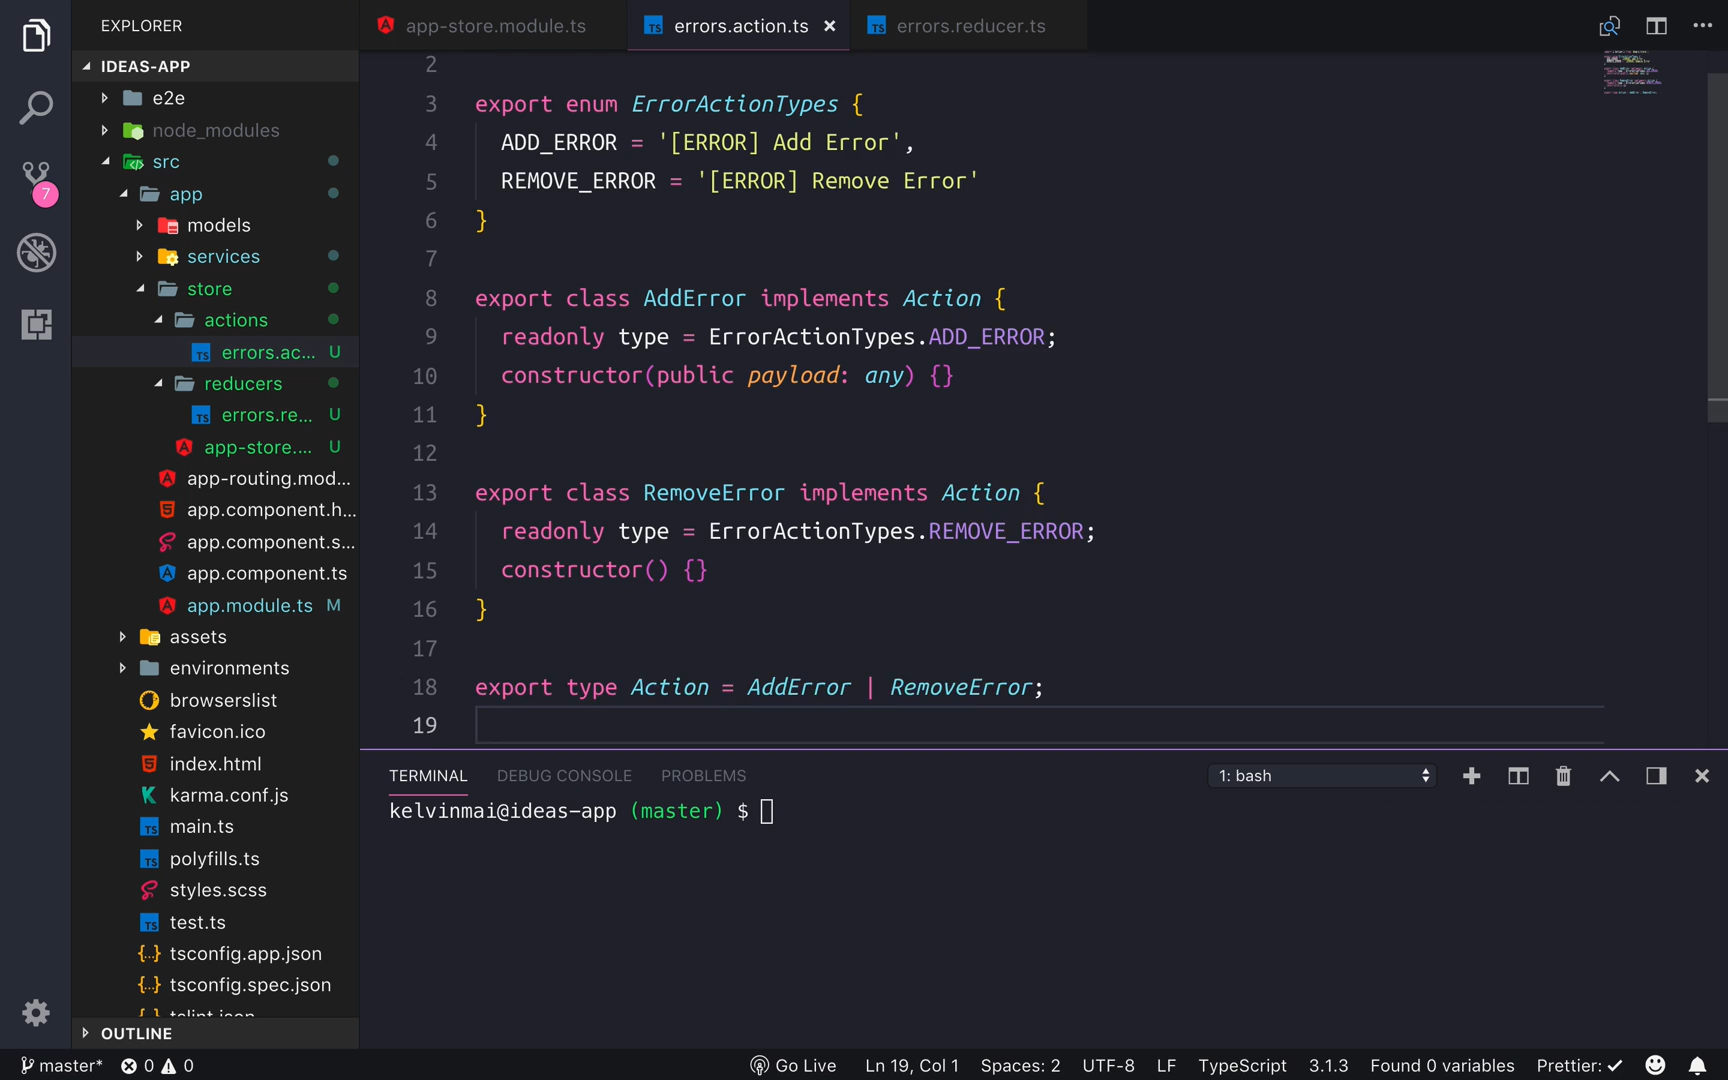 EXPLORER
IDEAS-APP
e2e
node_modules
src
app
models
services
store
actions
errors.ac... U
reducers
errors.re... U
app-store.... U
app-routing.mod...
app.component.h...
app.component.s...
app.component.ts
app.module.ts M
assets
environments
browserslist
favicon.ico
index.html
karma.conf.js
main.ts
polyfills.ts
styles.scss
test.ts
tsconfig.app.json
tsconfig.spec.json
tslint.json
OUTLINE
7
app-store.module.ts
errors.action.ts
errors.reducer.ts
2
3 export enum ErrorActionTypes {
4 ADD_ERROR = '[ERROR] Add Error',
5 REMOVE_ERROR = '[ERROR] Remove Error'
6 }
7
8 export class AddError implements Action {
9 readonly type = ErrorActionTypes.ADD_ERROR;
10 constructor(public payload: any) {}
11 }
12
13 export class RemoveError implements Action {
14 readonly type = ErrorActionTypes.REMOVE_ERROR;
15 constructor() {}
16 }
17
18 export type Action = AddError | RemoveError;
19
TERMINAL DEBUG CONSOLE PROBLEMS 1: bash
kelvinmai@ideas-app (master) $
master* 0 0 Go Live Ln 19, Col 1 Spaces: 2 UTF-8 LF TypeScript 3.1.3 Found 0 variables Prettier: ✓